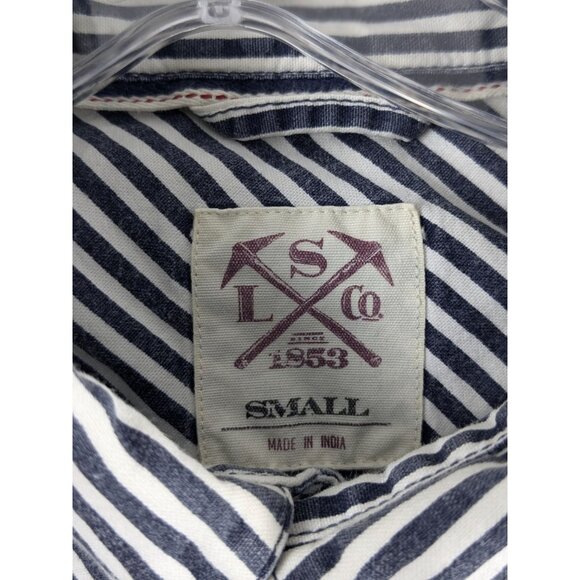 S
L Co.
SINCE
1853
SMALL
MADE IN INDIA